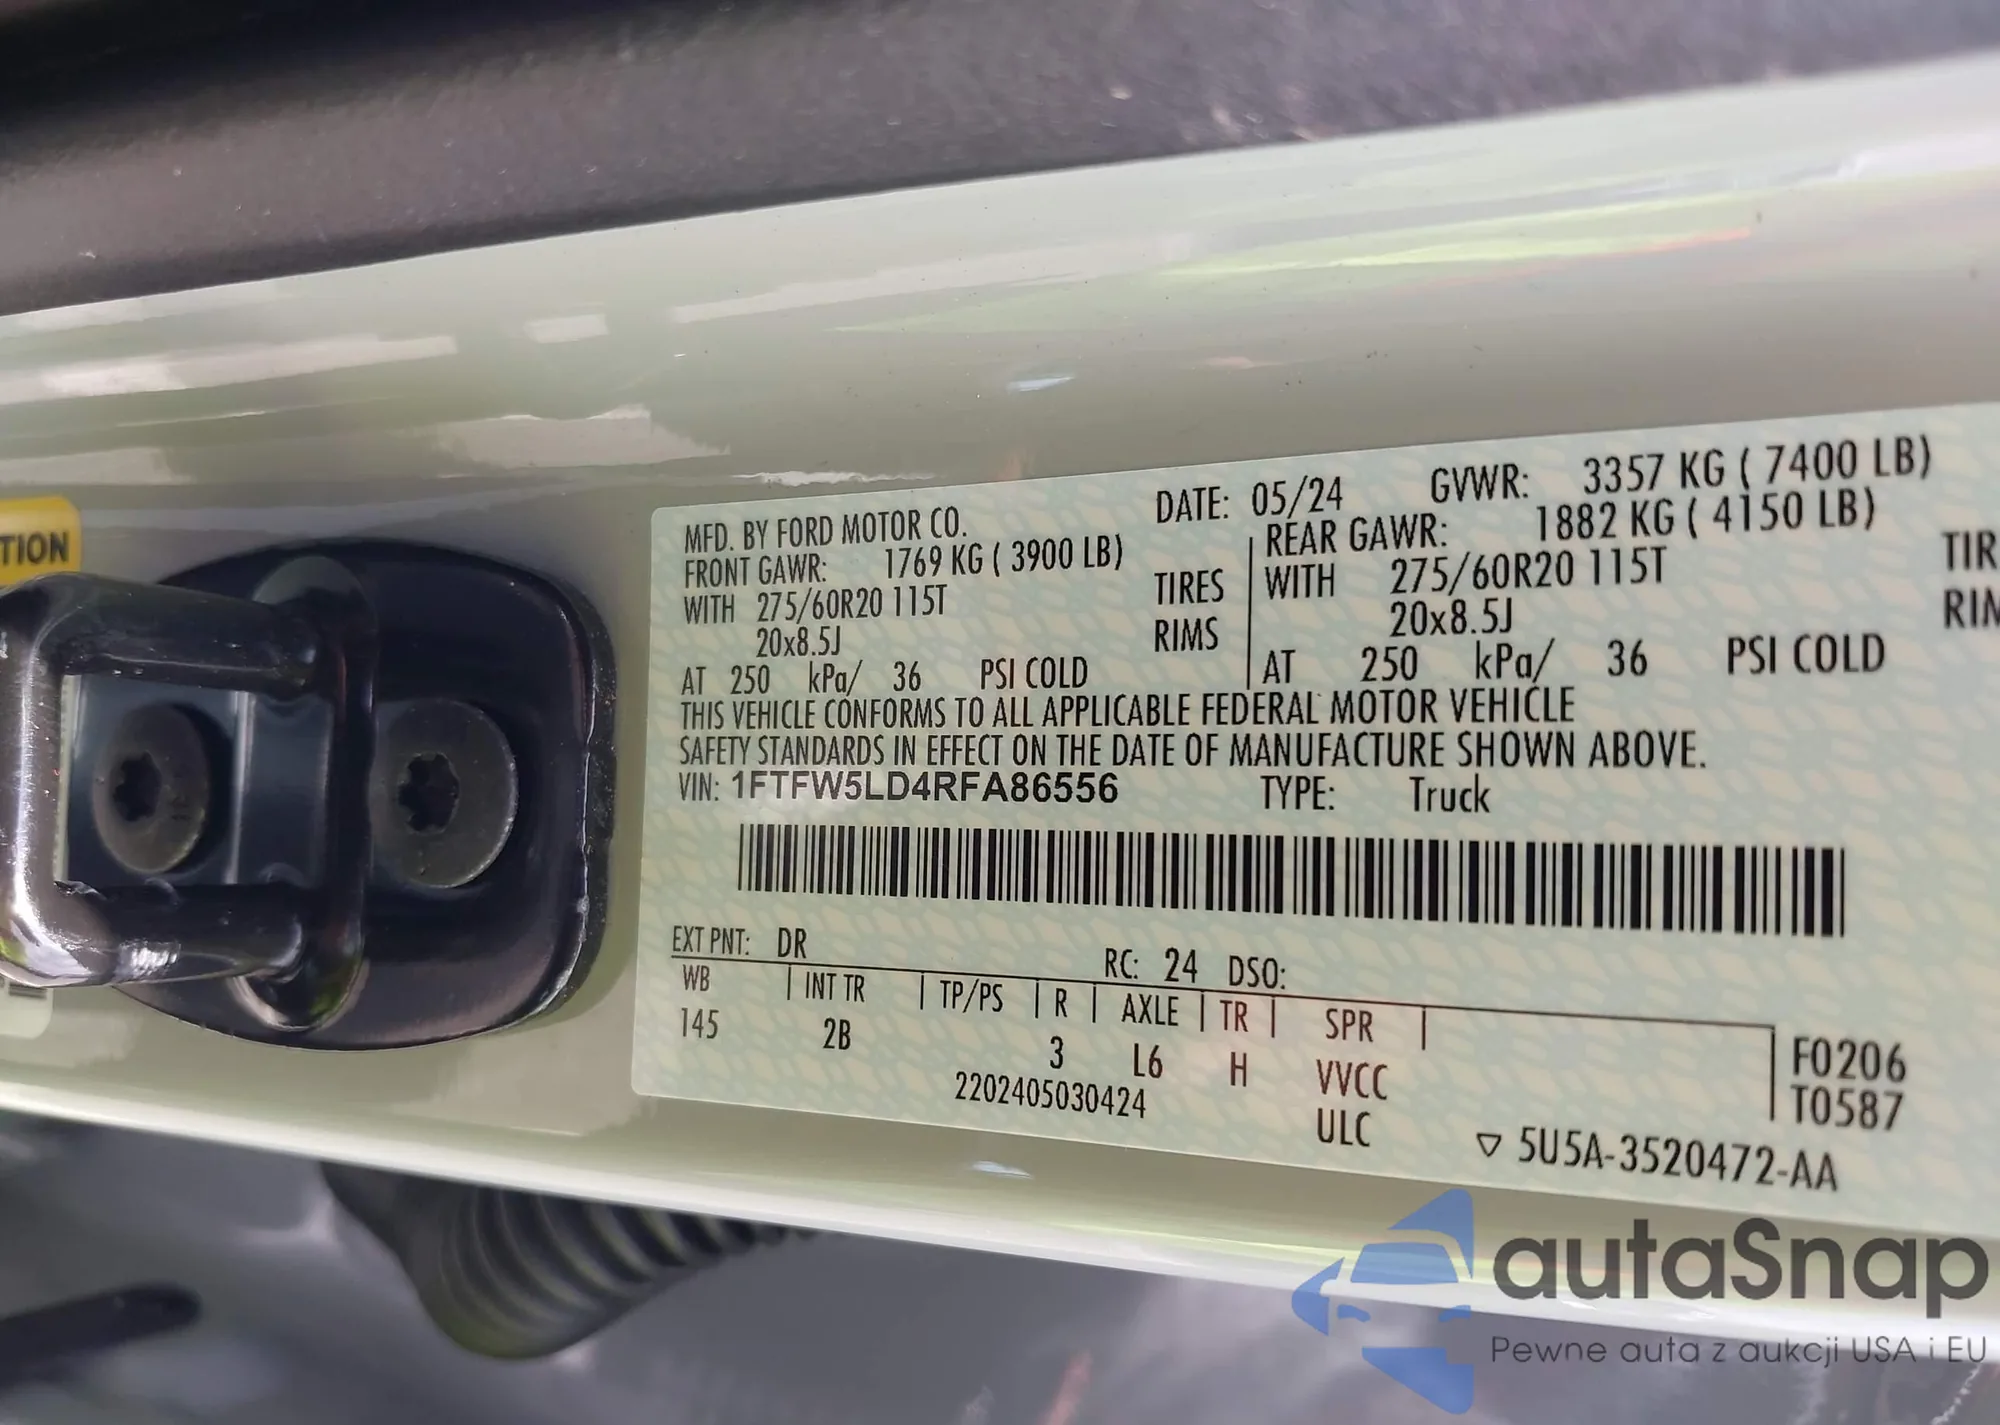 TION
MFD. BY FORD MOTOR CO. DATE: 05/24 GVWR: 3357 KG ( 7400 LB)
FRONT GAWR: 1769 KG ( 3900 LB) REAR GAWR: 1882 KG ( 4150 LB)
WITH 275/60R20 115T TIRES WITH 275/60R20 115T TIR
20x8.5J RIMS 20x8.5J RIM
AT 250 kPa/ 36 PSI COLD AT 250 kPa/ 36 PSI COLD
THIS VEHICLE CONFORMS TO ALL APPLICABLE FEDERAL MOTOR VEHICLE
SAFETY STANDARDS IN EFFECT ON THE DATE OF MANUFACTURE SHOWN ABOVE.
VIN: 1FTFW5LD4RFA86556 TYPE: Truck
EXT PNT: DR RC: 24 DSO:
WB INT TR TP/PS R AXLE TR SPR
145 2B 3 L6 H VVCC F0206
2202405030424 ULC T0587
▽ 5U5A-3520472-AA
autaSnap
Pewne auta z aukcji USA i EU